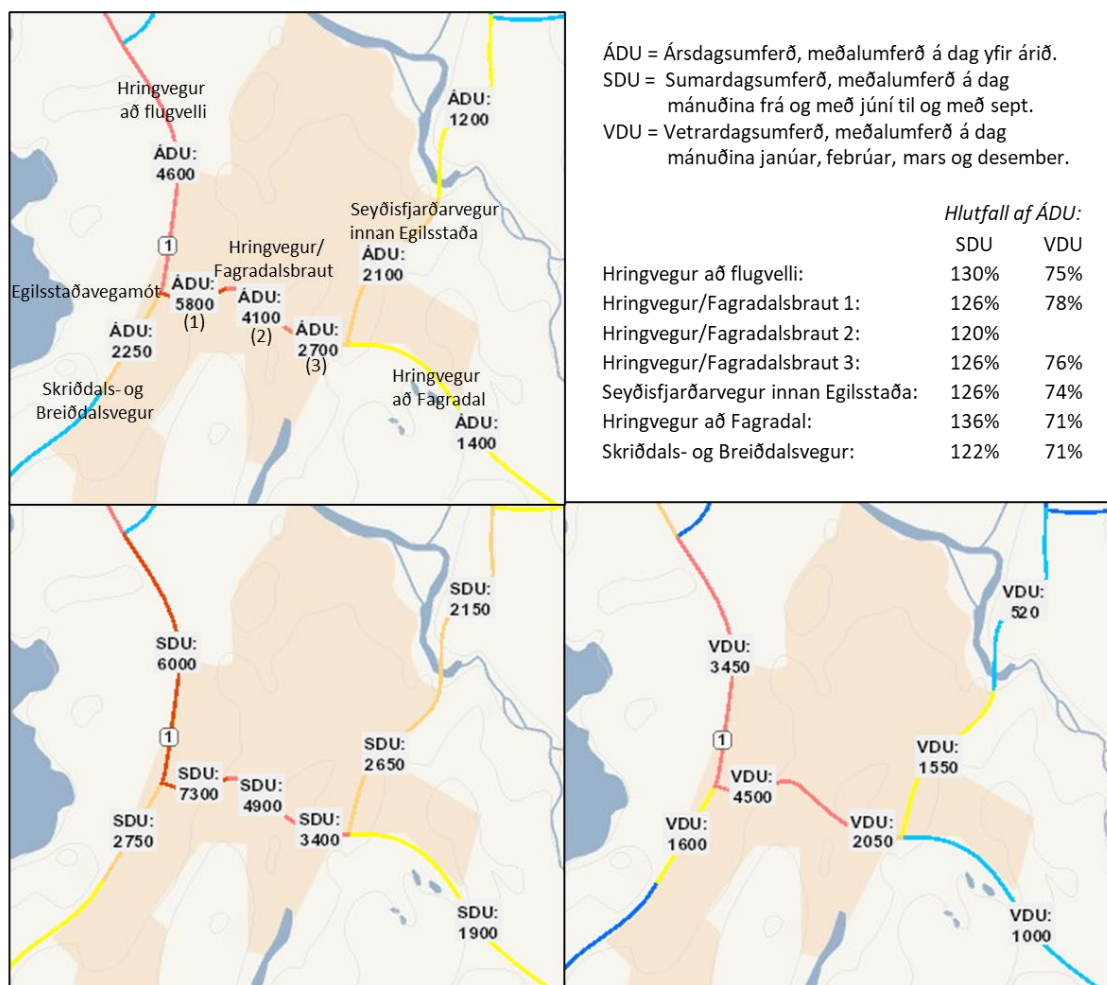 Hringvegur
að flugvelli
ÁDU:
4600
ÁDU:
1200
Seyðisfjarðarvegur
innan Egilsstaða
ÁDU:
2100
1
Hringvegur/
Fagradalsbraut
Egilsstaðavegamót
ÁDU:
5800
(1)
ÁDU:
4100
(2)
ÁDU:
2700
(3)
ÁDU:
2250
Skriðdals- og
Breiðdalsvegur
Hringvegur
að Fagradal
ÁDU:
1400
ÁDU = Ársdagsumferð, meðalumferð á dag yfir árið.
SDU = Sumardagsumferð, meðalumferð á dag
mánuðina frá og með júní til og með sept.
VDU = Vetrardagsumferð, meðalumferð á dag
mánuðina janúar, febrúar, mars og desember.
Hlutfall af ÁDU:
SDU VDU
Hringvegur að flugvelli: 130% 75%
Hringvegur/Fagradalsbraut 1: 126% 78%
Hringvegur/Fagradalsbraut 2: 120%
Hringvegur/Fagradalsbraut 3: 126% 76%
Seyðisfjarðarvegur innan Egilsstaða: 126% 74%
Hringvegur að Fagradal: 136% 71%
Skriðdals- og Breiðdalsvegur: 122% 71%
SDU:
2150
SDU:
6000
1
SDU:
2650
SDU:
7300
SDU:
4900
SDU:
3400
SDU:
2750
SDU:
1900
VDU:
520
VDU:
3450
1
VDU:
1550
VDU:
4500
VDU:
2050
VDU:
1600
VDU:
1000